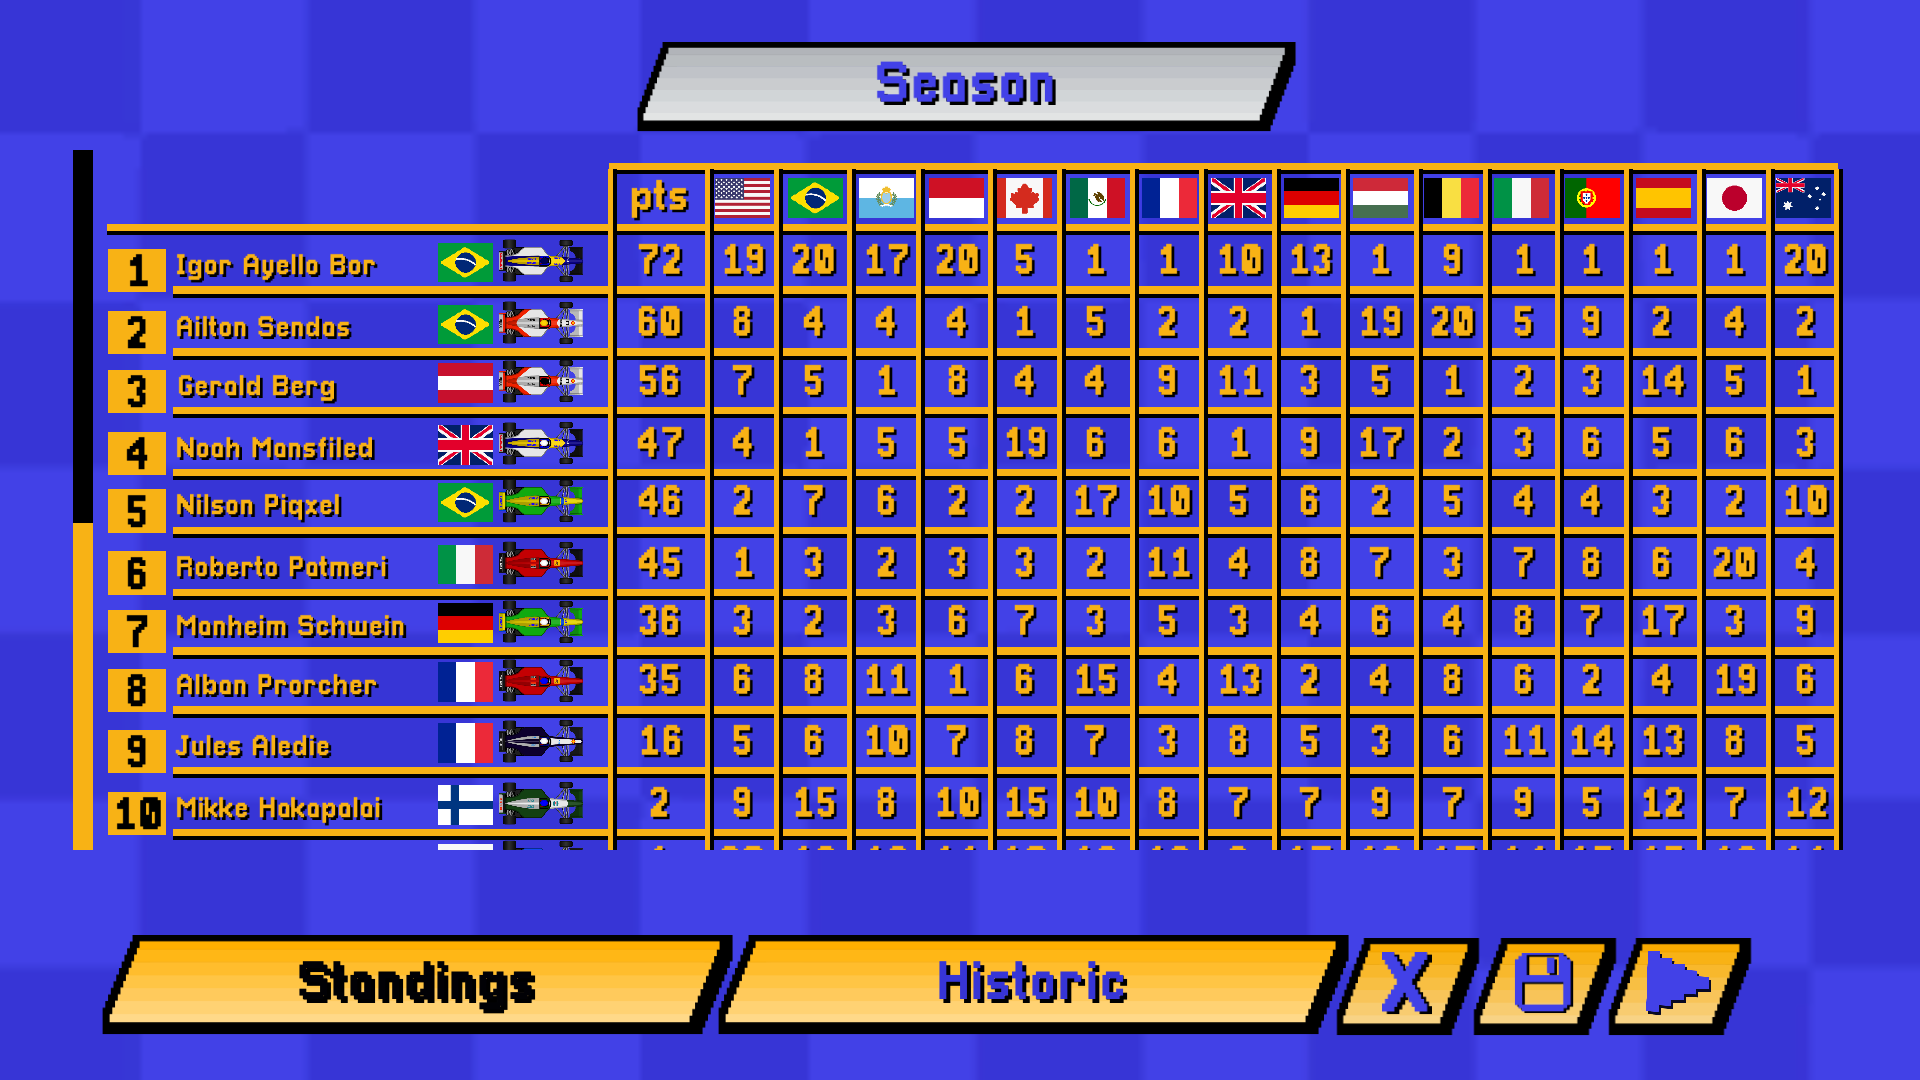 Season
pts
1 Igor Ayello Bor 72 19 20 17 20 5 1 1 10 13 1 9 1 1 1 1 20
2 Ailton Sendas 60 8 4 4 4 1 5 2 2 1 19 20 5 9 2 4 2
3 Gerald Berg 56 7 5 1 8 4 4 9 11 3 5 1 2 3 14 5 1
4 Noah Mansfiled 47 4 1 5 5 19 6 6 1 9 17 2 3 6 5 6 3
5 Nilson Piqxel 46 2 7 6 2 2 17 10 5 6 2 5 4 4 3 2 10
6 Roberto Patmeri 45 1 3 2 3 3 2 11 4 8 7 3 7 8 6 20 4
7 Manheim Schwein 36 3 2 3 6 7 3 5 3 4 6 4 8 7 17 3 9
8 Alban Prorcher 35 6 8 11 1 6 15 4 13 2 4 8 6 2 4 19 6
9 Jules Aledie 16 5 6 10 7 8 7 3 8 5 3 6 11 14 13 8 5
10 Mikke Hakapalai 2 9 15 8 10 15 10 8 7 7 9 7 9 5 12 7 12
Standings Historic X